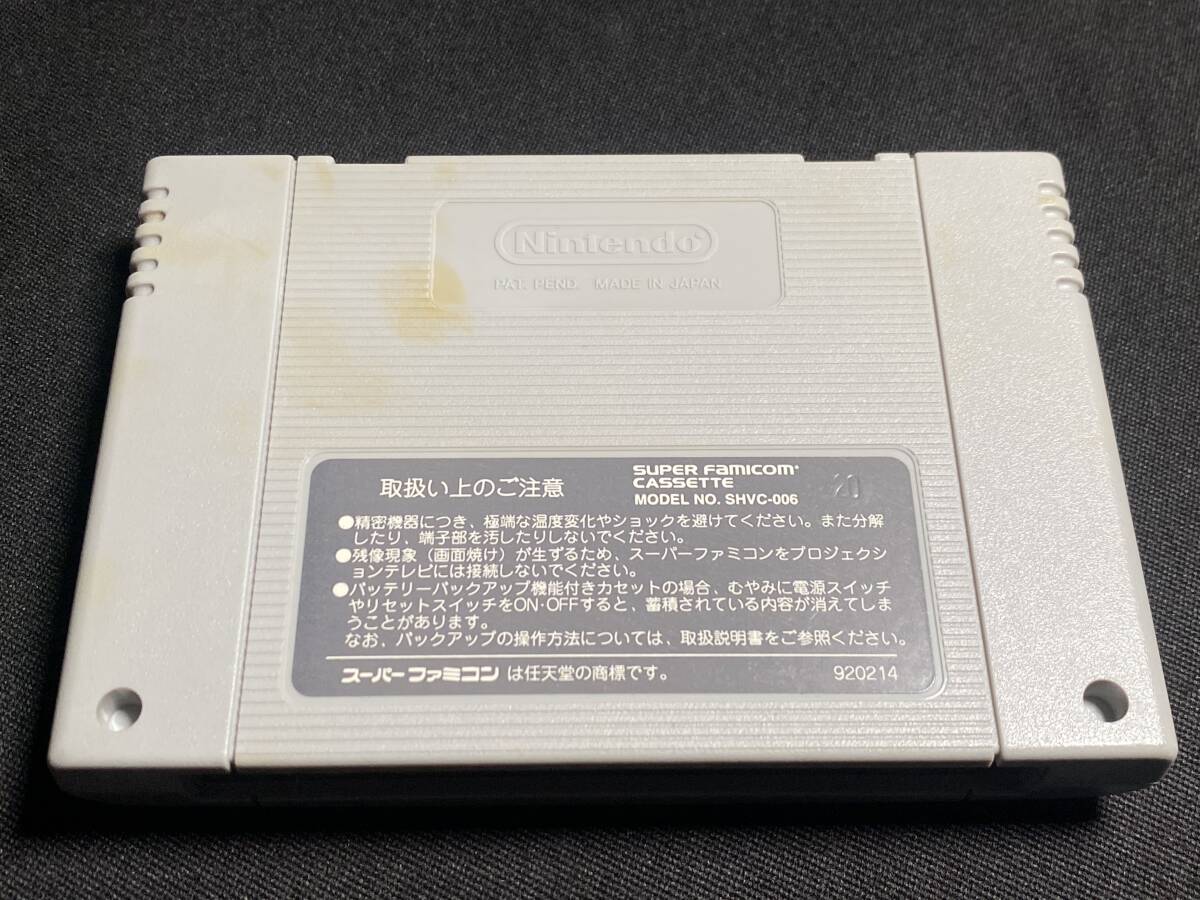 Nintendo
PAT. PEND. MADE IN JAPAN
取扱い上のご注意
SUPER FAMICOM
CASSETTE
MODEL NO. SHVC-006
20
●精密機器につき、極端な温度変化やショックを避けてください。また分解
したり、端子部を汚したりしないでください。
●残像現象（画面焼け）が生ずるため、スーパーファミコンをプロジェクシ
ョンテレビには接続しないでください。
●バッテリーバックアップ機能付きカセットの場合、むやみに電源スイッチ
やリセットスイッチをON・OFFすると、蓄積されている内容が消えてしま
うことがあります。
なお、バックアップの操作方法については、取扱説明書をご参照ください。
スーパーファミコン は任天堂の商標です。
920214